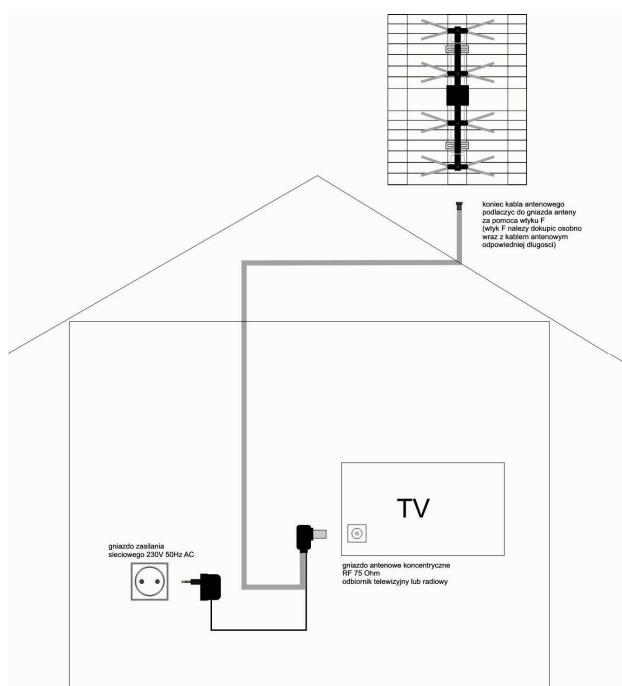 koniec kabla antenowego
podlaczyc do gniazda anteny
za pomoca wtyku F
(wtyk F nalezy dokupic osobno
wraz z kablem antenowym
odpowiedniej dlugosci)
TV
gniazdo zasilania
sieciowego 230V 50Hz AC
gniazdo antenowe koncentryczne
RF 75 Ohm
odbiornik telewizyjny lub radiowy